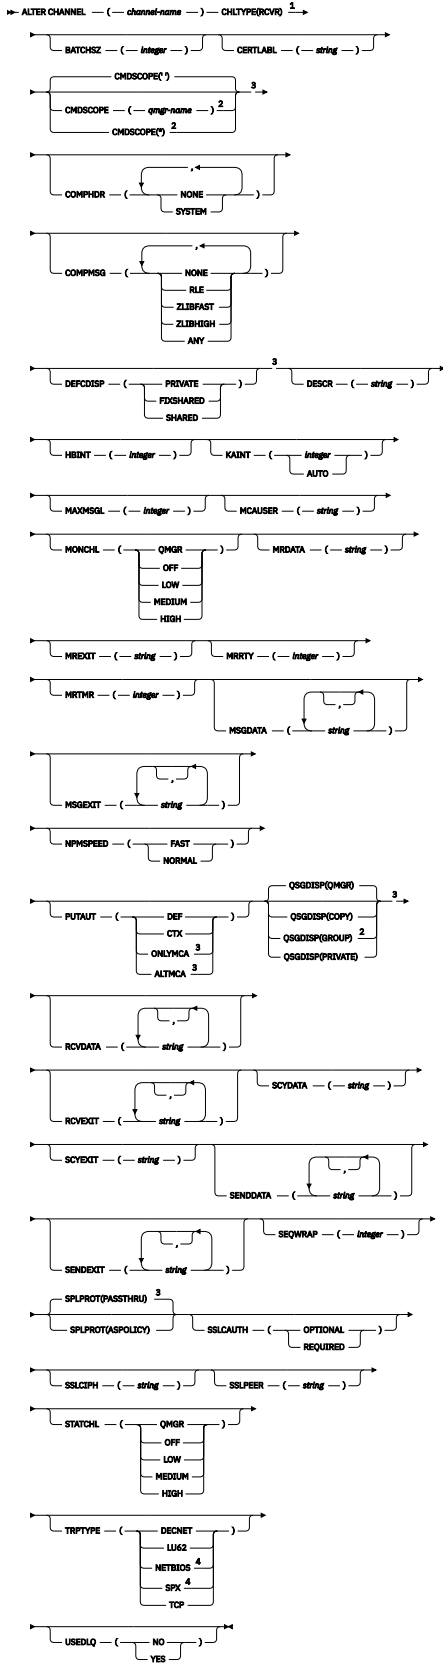 ALTER CHANNEL ( channel-name ) CHLTYPE(RCVR) 1
BATCHSZ ( integer ) CERTLABL ( string )
CMDSCOPE(' ') 3
CMDSCOPE ( qmgr-name ) 2
CMDSCOPE(*) 2
,
COMPHDR ( NONE )
SYSTEM
,
COMPMSG ( NONE )
RLE
ZLIBFAST
ZLIBHIGH
ANY
3
DEFCDISP ( PRIVATE ) DESCR ( string )
FIXSHARED
SHARED
HBINT ( integer ) KAINT ( integer )
AUTO
MAXMSGL ( integer ) MCAUSER ( string )
MONCHL ( QMGR ) MRDATA ( string )
OFF
LOW
MEDIUM
HIGH
MREXIT ( string ) MRRTY ( integer )
MRTMR ( integer )
,
MSGDATA ( string )
,
MSGEXIT ( string )
NPMSPEED ( FAST )
NORMAL
QSGDISP(QMGR) 3
PUTAUT ( DEF ) QSGDISP(COPY)
CTX QSGDISP(GROUP) 2
ONLYMCA 3 QSGDISP(PRIVATE)
ALTMCA 3
,
RCVDATA ( string )
,
RCVEXIT ( string ) SCYDATA ( string )
SCYEXIT ( string )
,
SENDDATA ( string )
,
SENDEXIT ( string ) SEQWRAP ( integer )
SPLPROT(PASSTHRU) 3
SPLPROT(ASPOLICY) SSLCAUTH ( OPTIONAL )
REQUIRED
SSLCIPH ( string ) SSLPEER ( string )
STATCHL ( QMGR )
OFF
LOW
MEDIUM
HIGH
TRPTYPE ( DECNET )
LU62
NETBIOS 4
SPX 4
TCP
USEDLQ ( NO )
YES